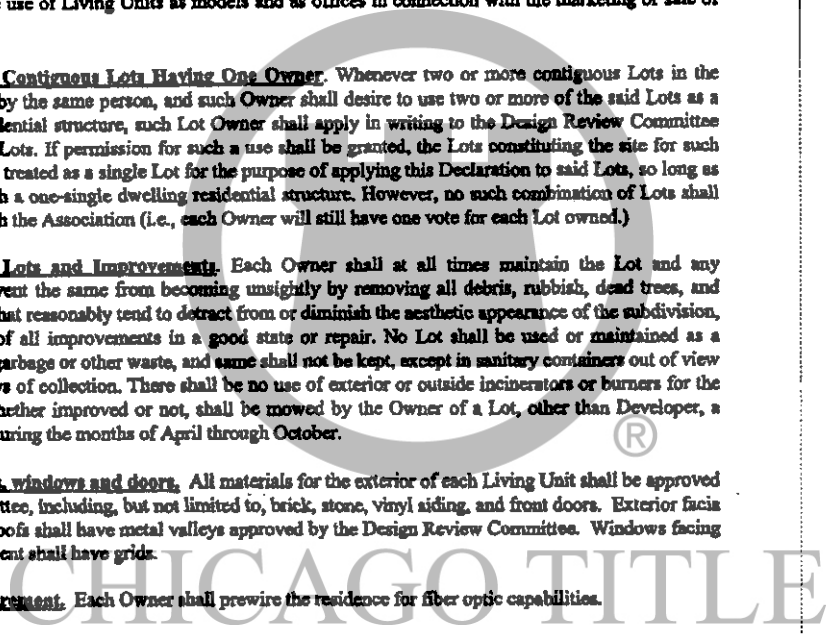 use of Living Units as models and as offices in connection with the marketing or sale of
Contiguous Lots Having One Owner. Whenever two or more contiguous Lots in the
by the same person, and such Owner shall desire to use two or more of the said Lots as a
dential structure, such Lot Owner shall apply in writing to the Design Review Committee
Lots. If permission for such a use shall be granted, the Lots constituting the site for such
treated as a single Lot for the purpose of applying this Declaration to said Lots, so long as
h a one-single dwelling residential structure. However, no such combination of Lots shall
h the Association (i.e., each Owner will still have one vote for each Lot owned.)
Lots and Improvements. Each Owner shall at all times maintain the Lot and any
vent the same from becoming unsightly by removing all debris, rubbish, dead trees, and
hat reasonably tend to detract from or diminish the aesthetic appearance of the subdivision,
of all improvements in a good state or repair. No Lot shall be used or maintained as a
garbage or other waste, and same shall not be kept, except in sanitary containers out of view
s of collection. There shall be no use of exterior or outside incinerators or burners for the
hether improved or not, shall be mowed by the Owner of a Lot, other than Developer, a
uring the months of April through October.
®
, windows and doors. All materials for the exterior of each Living Unit shall be approved
ttee, including, but not limited to, brick, stone, vinyl siding, and front doors. Exterior facia
oofs shall have metal valleys approved by the Design Review Committee. Windows facing
ent shall have grids.
CHICAGO TITLE
rement. Each Owner shall prewire the residence for fiber optic capabilities.